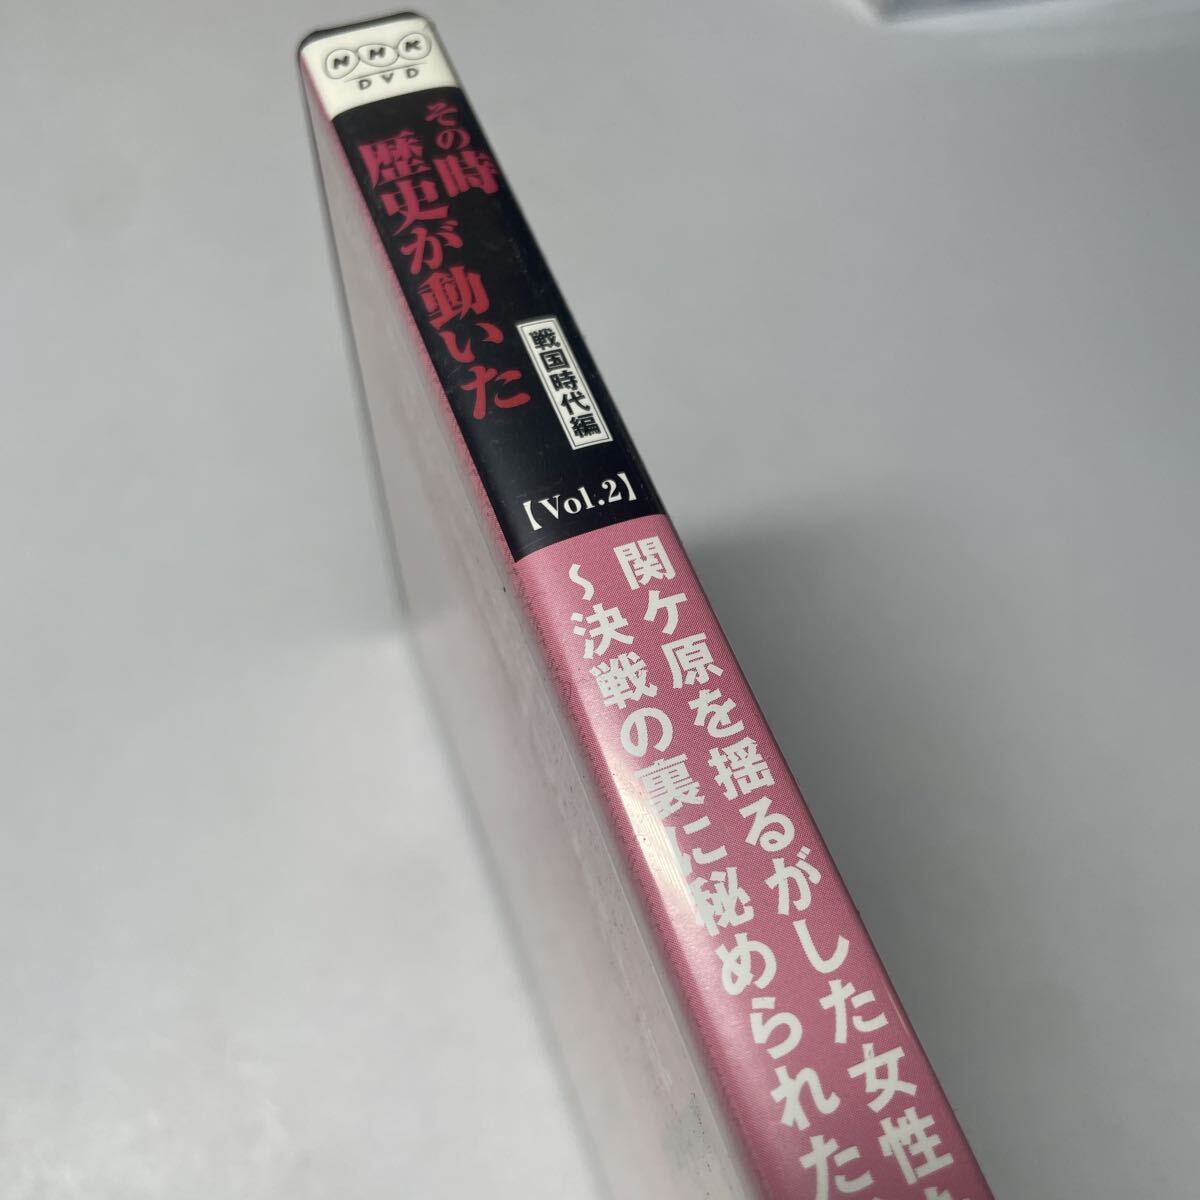 NHK
DVD
その時
歴史が動いた
戦国時代編
【Vol.2】
関ヶ原を揺るがした女性
～決戦の裏に秘められた